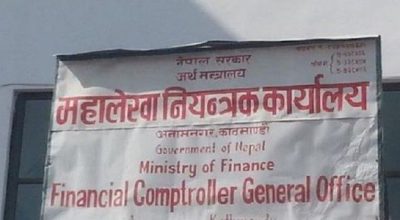 नेपाल सरकार
अर्थ मन्त्रालय
महालेखा नियन्त्रक कार्यालय
अनामनगर, काठमाण्डौ
Government of Nepal
Ministry of Finance
Financial Comptroller General Office